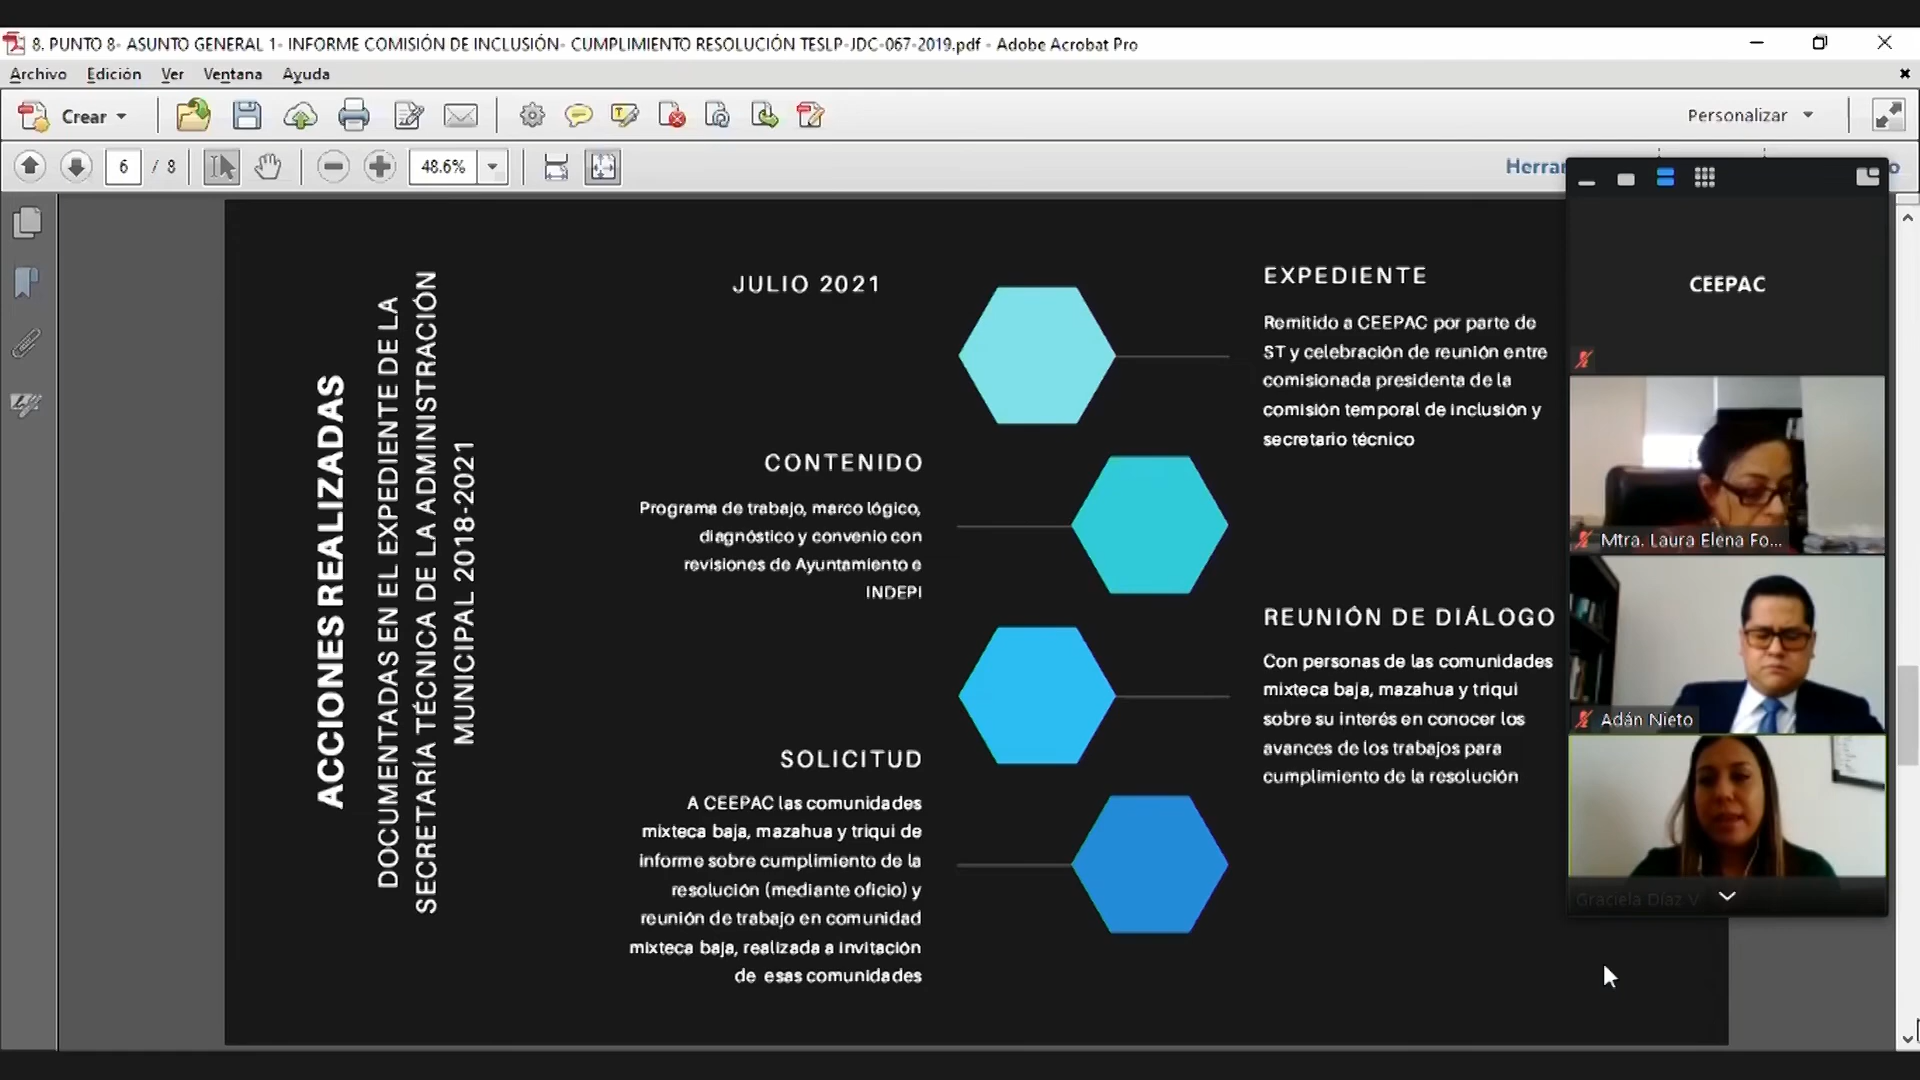 8. PUNTO 8- ASUNTO GENERAL 1- INFORME COMISIÓN DE INCLUSIÓN- CUMPLIMIENTO RESOLUCIÓN TESLP-JDC-067-2019.pdf - Adobe Acrobat Pro
Archivo Edición Ver Ventana Ayuda
Crear
Personalizar
6 / 8
48.6%
Herrar
o
ACCIONES REALIZADAS
DOCUMENTADAS EN EL EXPEDIENTE DE LA
SECRETARÍA TÉCNICA DE LA ADMINISTRACIÓN
MUNICIPAL 2018-2021
JULIO 2021
EXPEDIENTE
Remitido a CEEPAC por parte de
ST y celebración de reunión entre
comisionada presidenta de la
comisión temporal de inclusión y
secretario técnico
CONTENIDO
Programa de trabajo, marco lógico,
diagnóstico y convenio con
revisiones de Ayuntamiento e
INDEPI
REUNIÓN DE DIÁLOGO
Con personas de las comunidades
mixteca baja, mazahua y triqui
sobre su interés en conocer los
avances de los trabajos para
cumplimiento de la resolución
SOLICITUD
A CEEPAC las comunidades
mixteca baja, mazahua y triqui de
informe sobre cumplimiento de la
resolución (mediante oficio) y
reunión de trabajo en comunidad
mixteca baja, realizada a invitación
de esas comunidades
CEEPAC
Mtra. Laura Elena Fo...
Adán Nieto
Graciela Díaz V